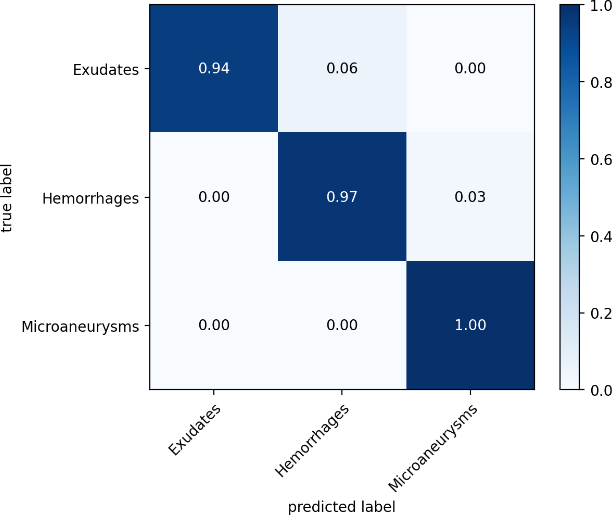 true label
Exudates
Hemorrhages
Microaneurysms
0.94 0.06 0.00
0.00 0.97 0.03
0.00 0.00 1.00
Exudates
Hemorrhages
Microaneurysms
predicted label
1.0
0.8
0.6
0.4
0.2
0.0